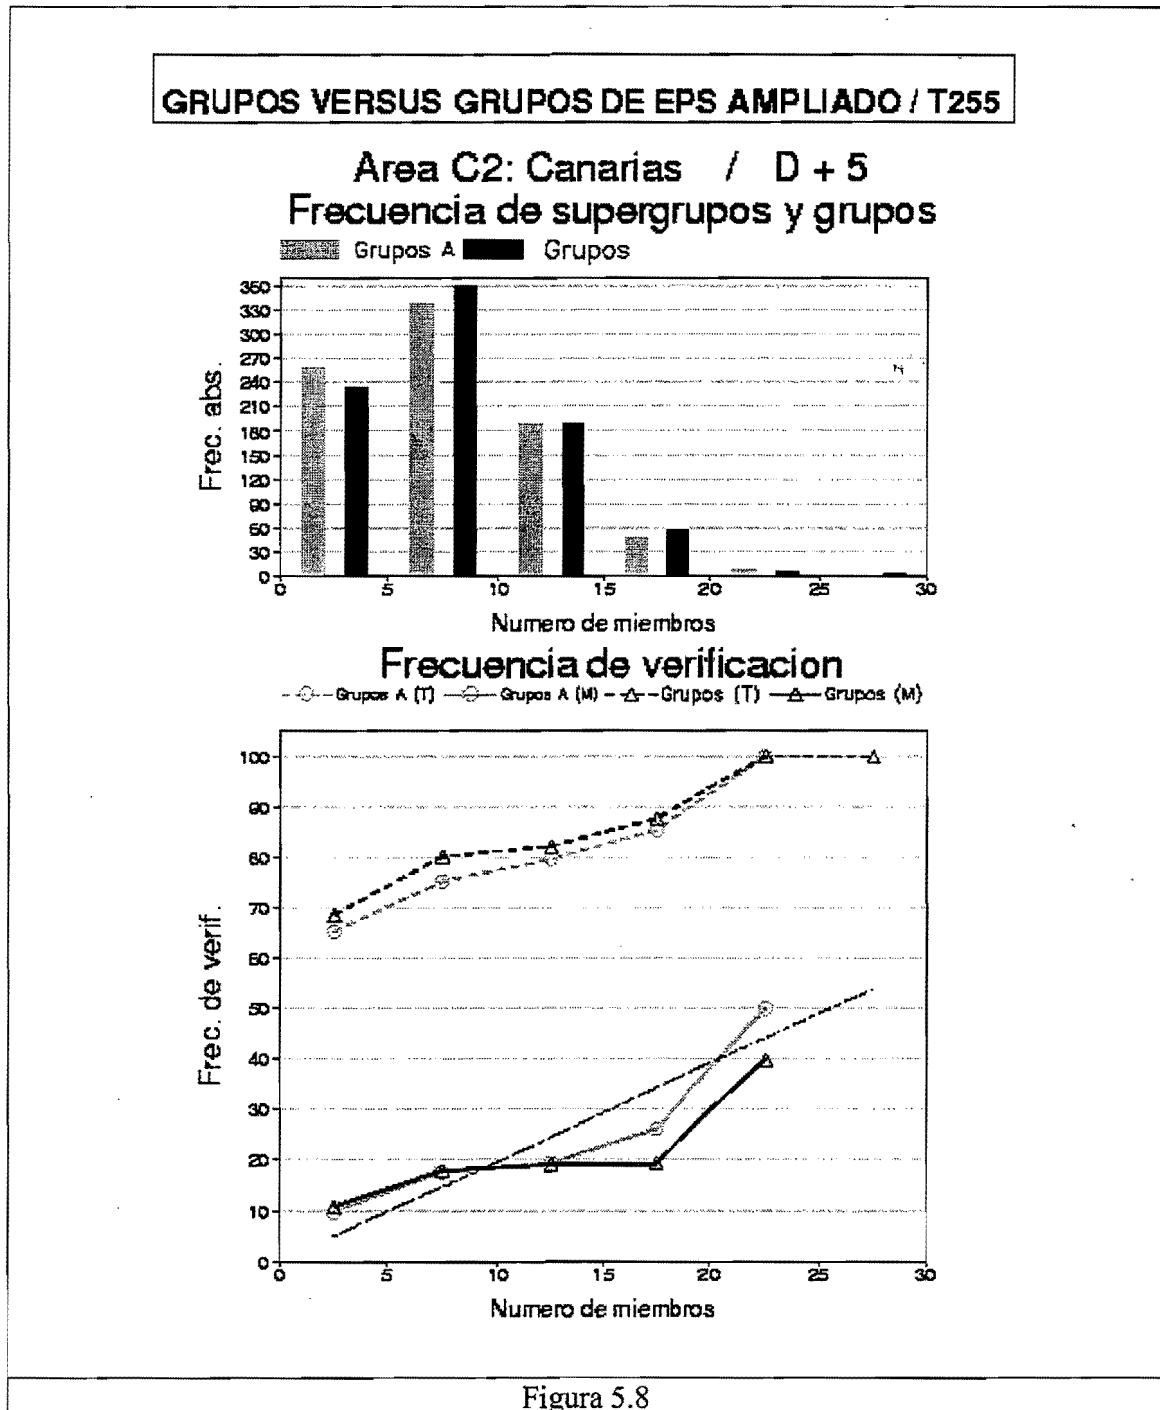 GRUPOS VERSUS GRUPOS DE EPS AMPLIADO / T255
Area C2: Canarias / D + 5
Frecuencia de supergrupos y grupos
Grupos A Grupos
Frec. abs.
350
330
300
270
240
210
180
150
120
90
60
30
0
0 5 10 15 20 25 30
Numero de miembros
Frecuencia de verificacion
Grupos A (T) Grupos A (M) Grupos (T) Grupos (M)
Frec. de verif.
100
90
80
70
60
50
40
30
20
10
0
0 5 10 15 20 25 30
Numero de miembros
Figura 5.8